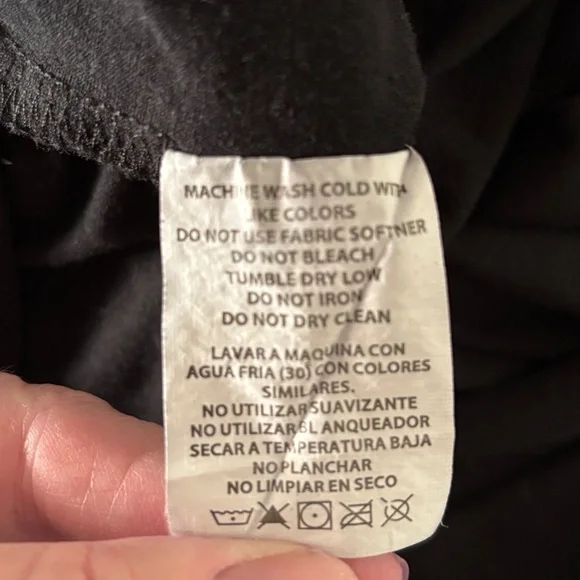 MACHINE WASH COLD WITH
LIKE COLORS
DO NOT USE FABRIC SOFTNER
DO NOT BLEACH
TUMBLE DRY LOW
DO NOT IRON
DO NOT DRY CLEAN
LAVAR A MAQUINA CON
AGUA FRIA (30) CON COLORES
SIMILARES.
NO UTILIZAR SUAVIZANTE
NO UTILIZAR BLANQUEADOR
SECAR A TEMPERATURA BAJA
NO PLANCHAR
NO LIMPIAR EN SECO